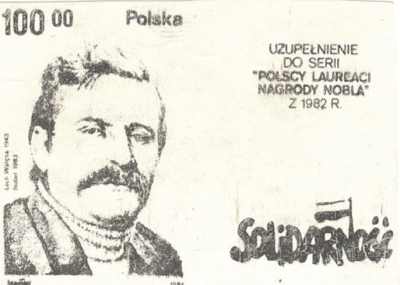 100 00
Polska
UZUPEŁNIENIE
DO SERII
"POLSCY LAUREACI
NAGRODY NOBLA"
Z 1982 R.
Lech Wałęsa 1943
Nobel 1983
SOLIDARNOŚĆ